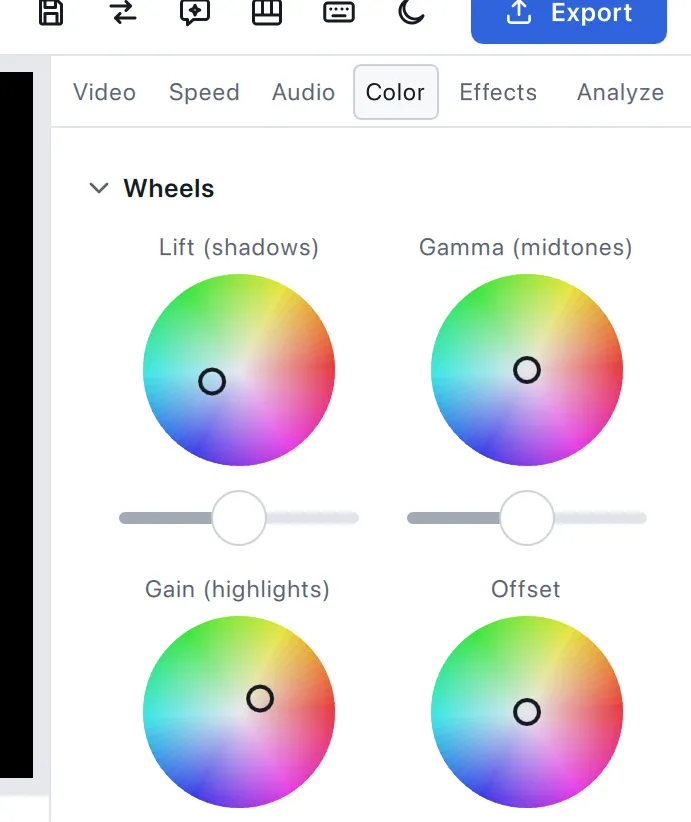 Export
Video Speed Audio Color Effects Analyze
Wheels
Lift (shadows) Gamma (midtones)
Gain (highlights) Offset